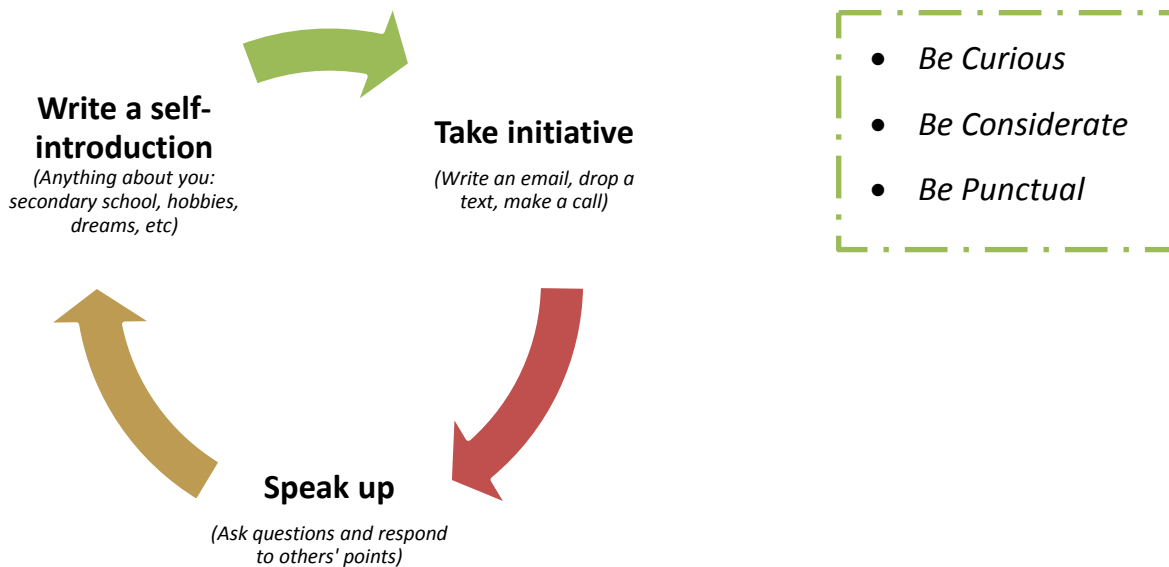 Write a self-
introduction
(Anything about you:
secondary school, hobbies,
dreams, etc)
Take initiative
(Write an email, drop a
text, make a call)
Speak up
(Ask questions and respond
to others' points)
• Be Curious
• Be Considerate
• Be Punctual